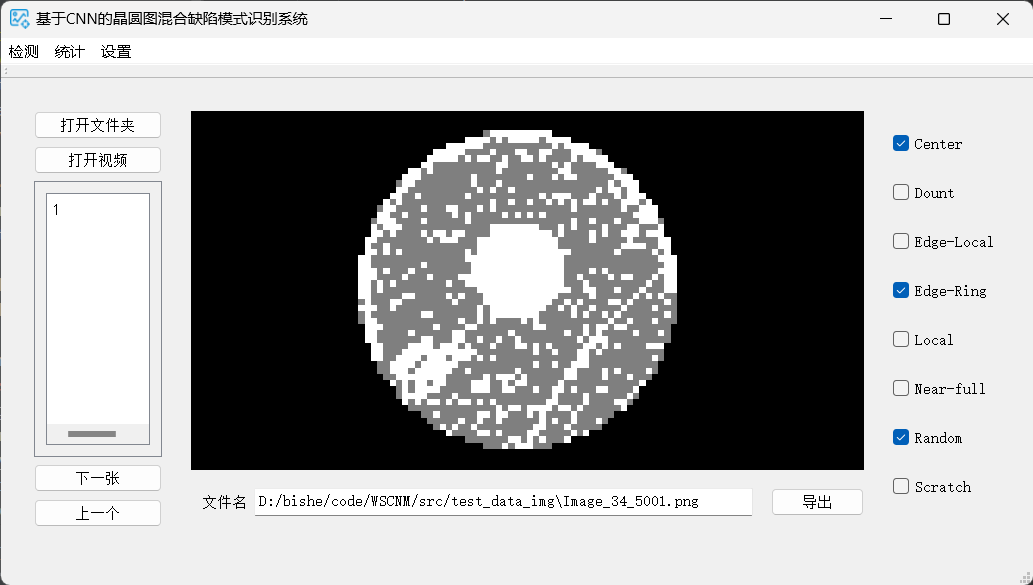 基于CNN的晶圆图混合缺陷模式识别系统
检测 统计 设置
打开文件夹
打开视频
1
下一张
上一个
文件名 D:/bishe/code/WSCNM/src/test_data_img\Image_34_5001.png 导出
Center
Dount
Edge-Local
Edge-Ring
Local
Near-full
Random
Scratch